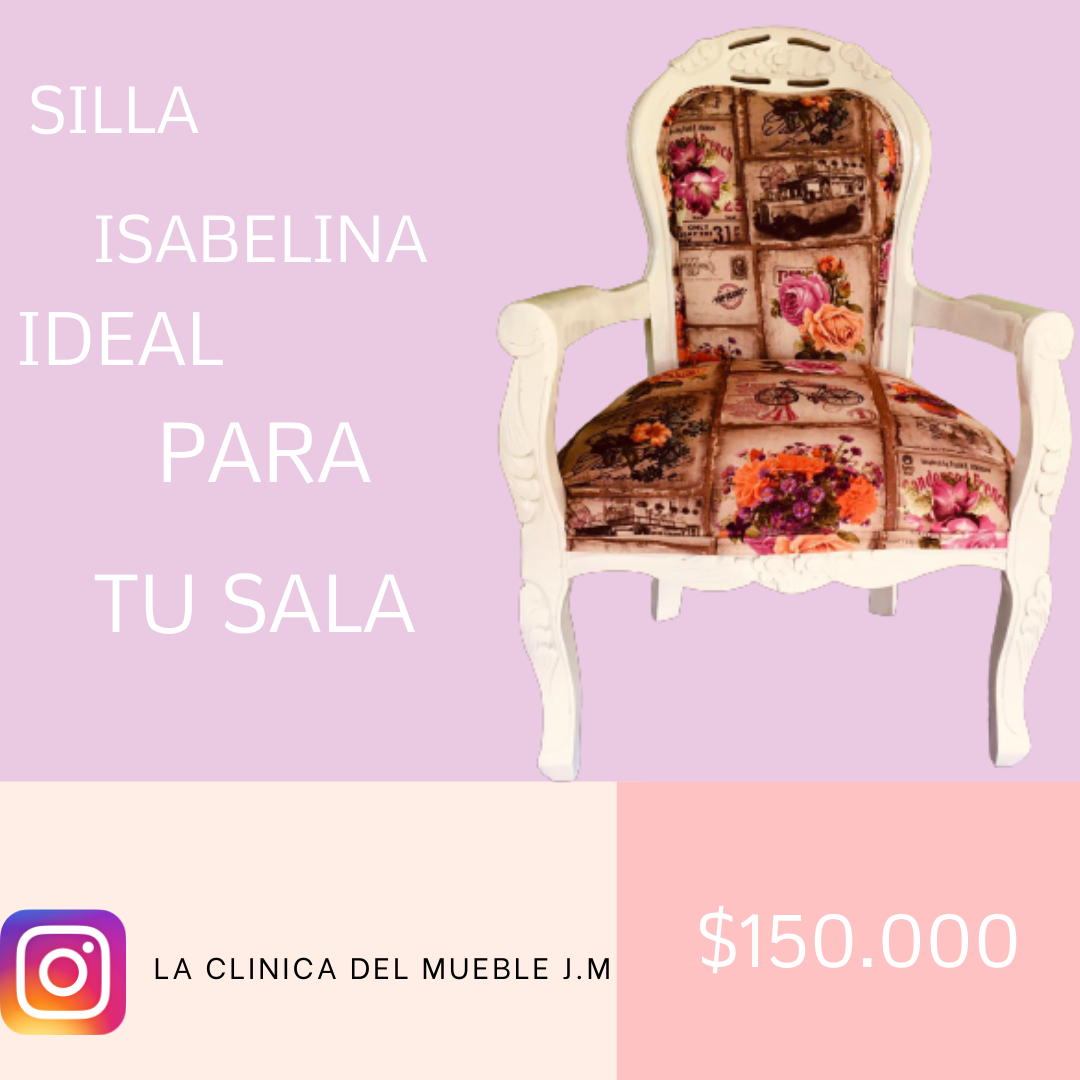 SILLA
ISABELINA
IDEAL
PARA
TU SALA
LA CLINICA DEL MUEBLE J.M
$150.000